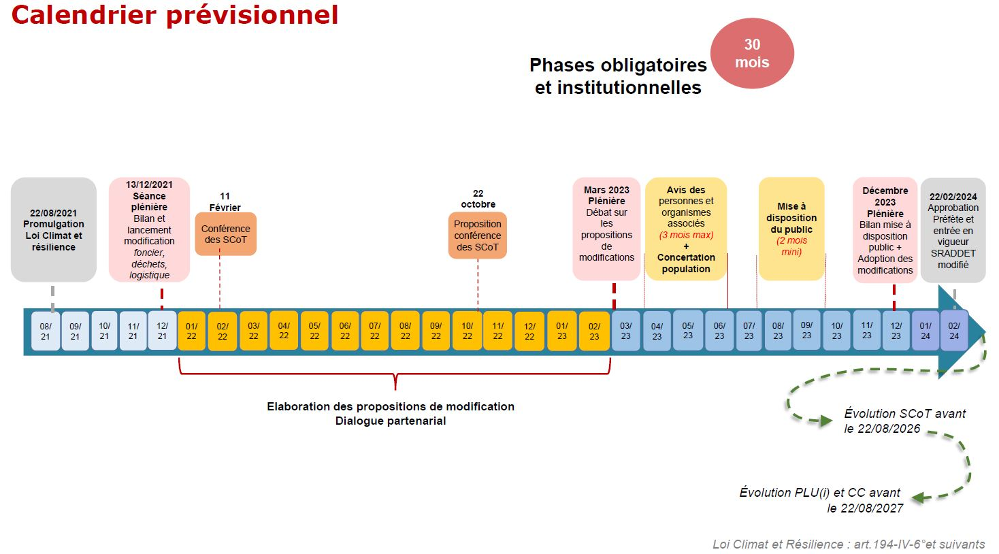 Calendrier prévisionnel
30
mois
Phases obligatoires
et institutionnelles
22/08/2021
Promulgation
Loi Climat et
résilience
13/12/2021
Séance
plénière
Bilan et
lancement
modification
foncier,
déchets,
logistique
11
Février
Conférence
des SCoT
22
octobre
Proposition
conférence
des SCoT
Mars 2023
Plénière
Débat sur
les
propositions
de
modifications
Avis des
personnes et
organismes
associés
(3 mois max)
+
Concertation
population
Mise à
disposition
du public
(2 mois
mini)
Décembre
2023
Plénière
Bilan mise à
disposition
public +
Adoption des
modifications
22/02/2024
Approbation
Préfète et
entrée en
vigueur
SRADDET
modifié
08/
21
09/
21
10/
21
11/
21
12/
21
01/
22
02/
22
03/
22
04/
22
05/
22
06/
22
07/
22
08/
22
09/
22
10/
22
11/
22
12/
22
01/
23
02/
23
03/
23
04/
23
05/
23
06/
23
07/
23
08/
23
09/
23
10/
23
11/
23
12/
23
01/
24
02/
24
Elaboration des propositions de modification
Dialogue partenarial
Évolution SCoT avant
le 22/08/2026
Évolution PLU(i) et CC avant
le 22/08/2027
Loi Climat et Résilience : art.194-IV-6°et suivants